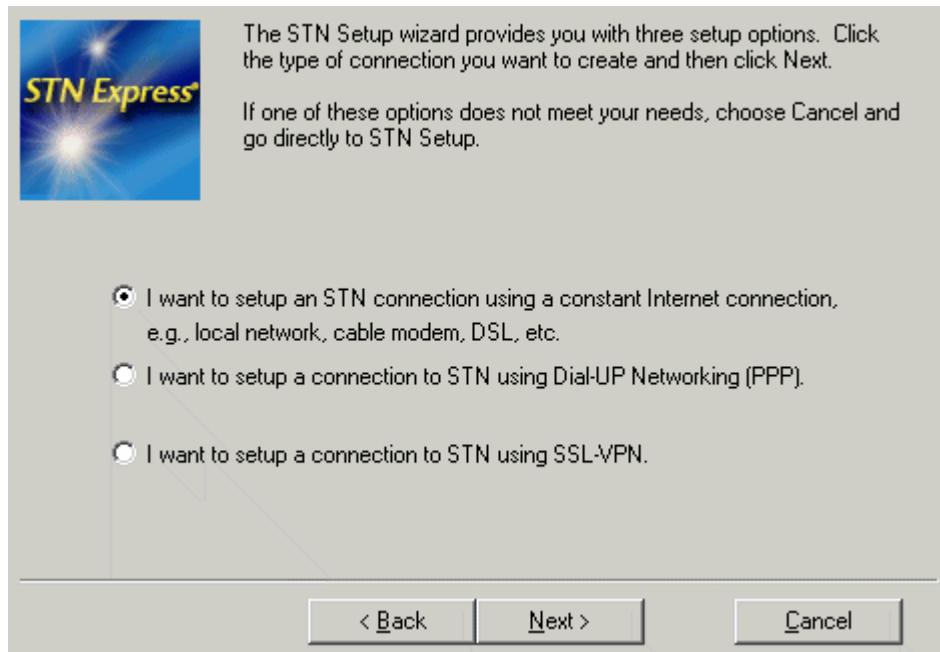 STN Express®
The STN Setup wizard provides you with three setup options. Click
the type of connection you want to create and then click Next.
If one of these options does not meet your needs, choose Cancel and
go directly to STN Setup.
I want to setup an STN connection using a constant Internet connection,
e.g., local network, cable modem, DSL, etc.
I want to setup a connection to STN using Dial-UP Networking (PPP).
I want to setup a connection to STN using SSL-VPN.
< Back
Next >
Cancel